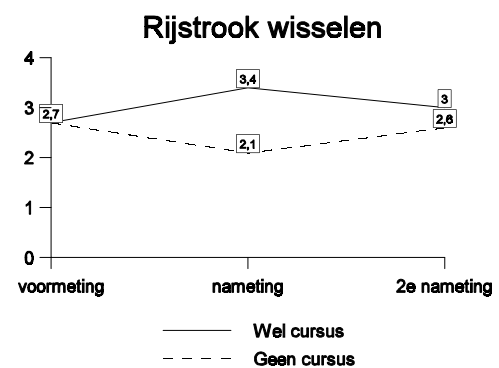 Rijstrook wisselen
4
3,4
3
3
2,7
2,6
2,1
2
1
0
voormeting nameting 2e nameting
Wel cursus
Geen cursus